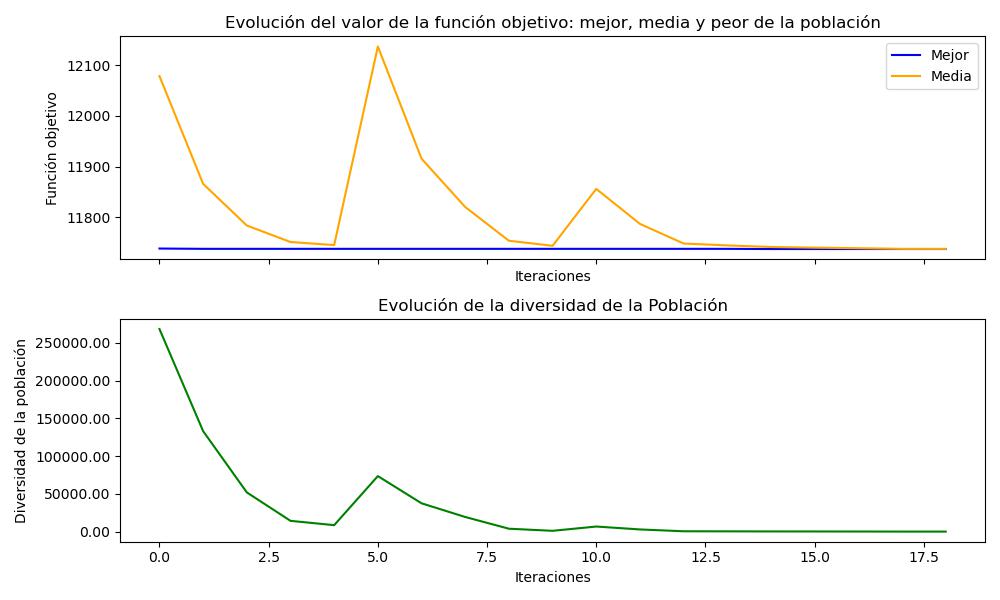 Evolución del valor de la función objetivo: mejor, media y peor de la población
Función objetivo
12100
12000
11900
11800
Mejor
Media
Iteraciones
Evolución de la diversidad de la Población
Diversidad de la población
250000.00
200000.00
150000.00
100000.00
50000.00
0.00
0.0 2.5 5.0 7.5 10.0 12.5 15.0 17.5
Iteraciones